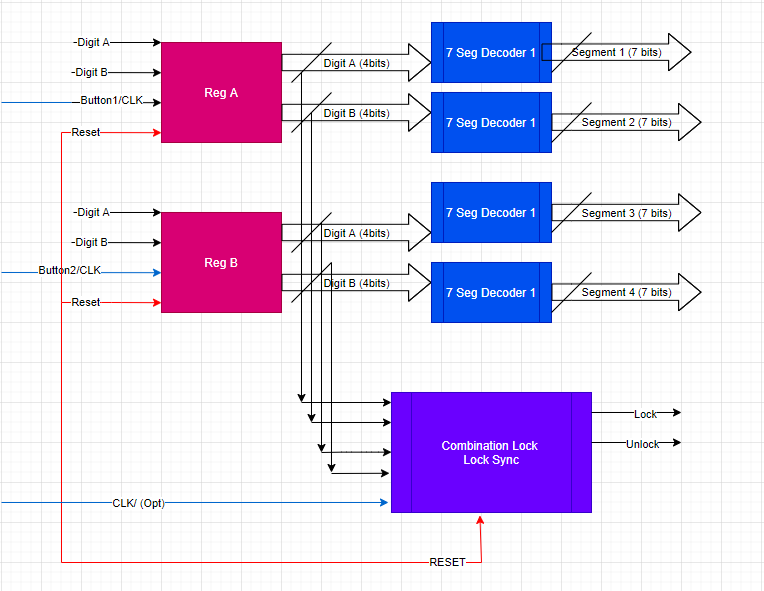 -Digit A
-Digit B
Button1/CLK
Reset
Reg A
Digit A (4bits)
Digit B (4bits)
7 Seg Decoder 1
Segment 1 (7 bits)
7 Seg Decoder 1
Segment 2 (7 bits)
-Digit A
-Digit B
Button2/CLK
Reset
Reg B
Digit A (4bits)
Digit B (4bits)
7 Seg Decoder 1
Segment 3 (7 bits)
7 Seg Decoder 1
Segment 4 (7 bits)
Combination Lock
Lock Sync
Lock
Unlock
CLK/ (Opt)
RESET